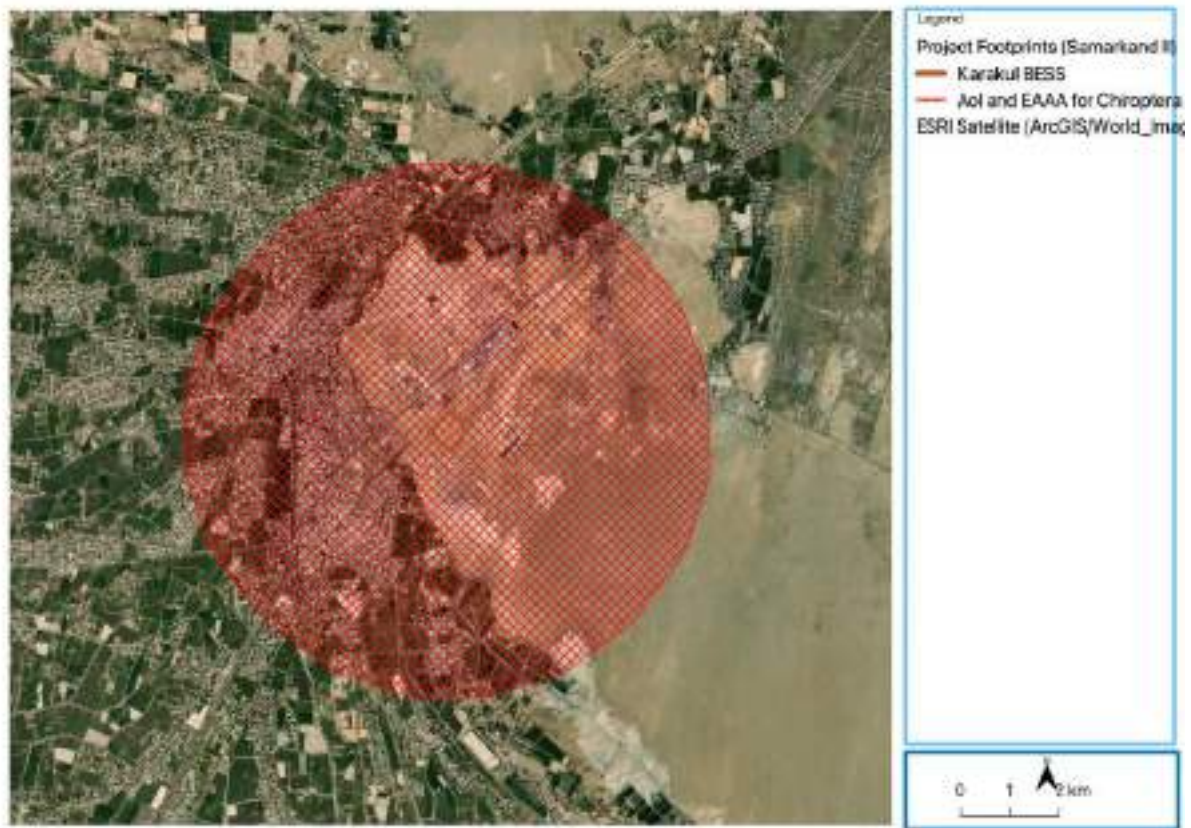 Legend
Project Footprints (Samarkand II)
Karakul BESS
AoI and EAAA for Chiroptera
ESRI Satellite (ArcGIS/World_Imag
0 1 2 km